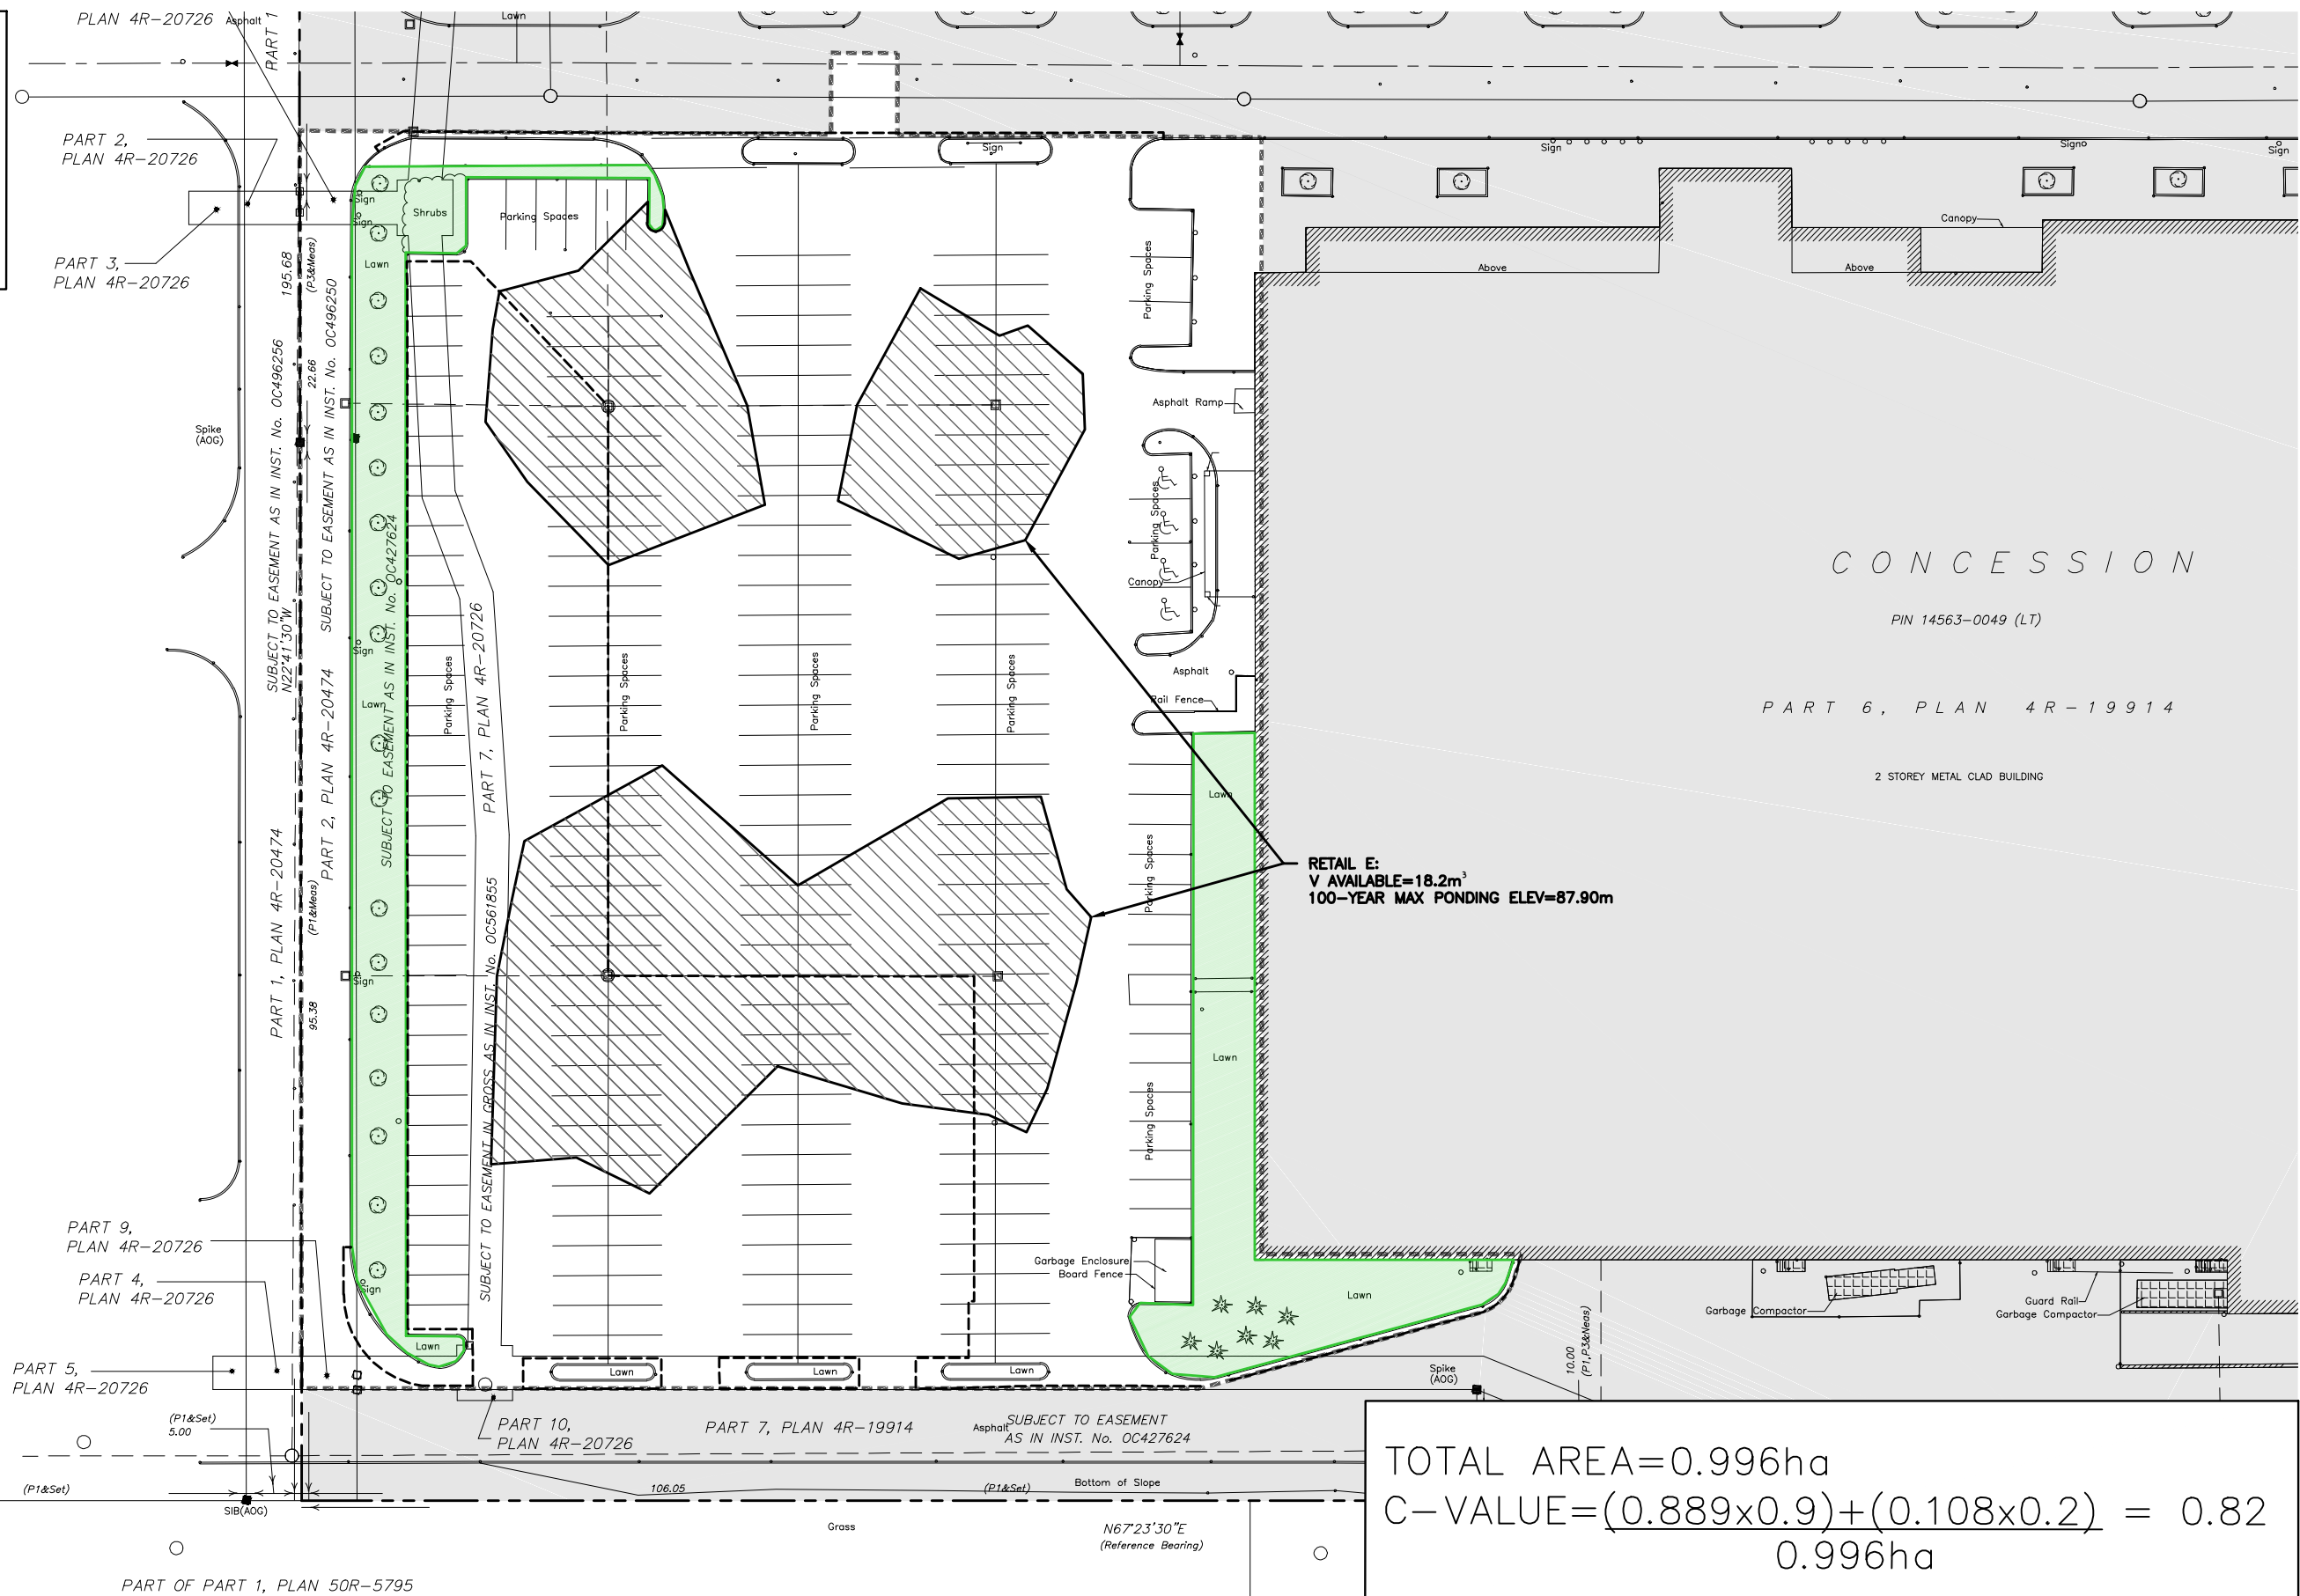 PLAN 4R-20726
Asphalt
PART 1
Lawn
PART 2,
PLAN 4R-20726
PART 3,
PLAN 4R-20726
Sign
Sign
Shrubs
Parking Spaces
Sign
Sign
Sign
Sign
Canopy
Above
Above
Lawn
195.68
(P3&Meas)
22.66
Parking Spaces
SUBJECT TO EASEMENT AS IN INST. No. OC496256
N22°41'30"W
SUBJECT TO EASEMENT AS IN INST. No. OC496250
Spike
(AOG)
Asphalt Ramp
Parking Spaces
Canopy
SUBJECT TO EASEMENT AS IN INST. No. OC427624
CONCESSION
PIN 14563-0049 (LT)
Sign
Lawn
Parking Spaces
Parking Spaces
Parking Spaces
Parking Spaces
Asphalt
Rail Fence
PART 7, PLAN 4R-20726
PART 2, PLAN 4R-20474
PART 6, PLAN 4R-19914
2 STOREY METAL CLAD BUILDING
Lawn
PART 1, PLAN 4R-20474
(P1&Meas)
95.38
Parking Spaces
RETAIL E:
V AVAILABLE=18.2m³
100-YEAR MAX PONDING ELEV=87.90m
SUBJECT TO EASEMENT IN GROSS AS IN INST. No. OC561855
Sign
Lawn
Parking Spaces
PART 9,
PLAN 4R-20726
PART 4,
PLAN 4R-20726
Sign
Garbage Enclosure
Board Fence
Lawn
Garbage Compactor
Guard Rail
Garbage Compactor
10.00
(P1,P3&Meas)
PART 5,
PLAN 4R-20726
Lawn
Lawn
Lawn
Lawn
Spike
(AOG)
(P1&Set)
5.00
PART 10,
PLAN 4R-20726
PART 7, PLAN 4R-19914
Asphalt
SUBJECT TO EASEMENT
AS IN INST. No. OC427624
(P1&Set)
106.05
(P1&Set)
Bottom of Slope
SIB(AOG)
Grass
N67°23'30"E
(Reference Bearing)
PART OF PART 1, PLAN 50R-5795
TOTAL AREA=0.996ha
C-VALUE=(0.889x0.9)+(0.108x0.2) = 0.82
0.996ha